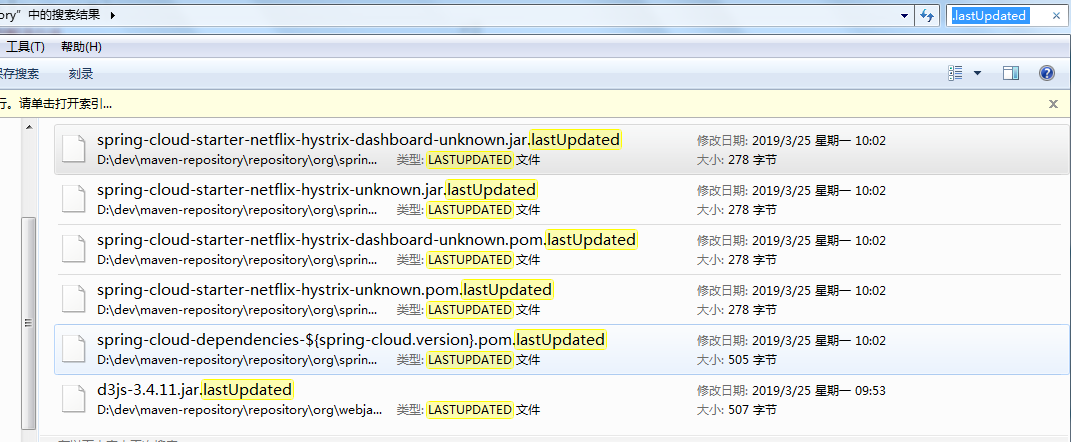 ory" 中的搜索结果
.lastUpdated
工具(T) 帮助(H)
保存搜索 刻录
行。请单击打开索引...
spring-cloud-starter-netflix-hystrix-dashboard-unknown.jar.lastUpdated
修改日期: 2019/3/25 星期一 10:02
D:\dev\maven-repository\repository\org\sprin... 类型: LASTUPDATED 文件
大小: 278 字节
spring-cloud-starter-netflix-hystrix-unknown.jar.lastUpdated
修改日期: 2019/3/25 星期一 10:02
D:\dev\maven-repository\repository\org\sprin... 类型: LASTUPDATED 文件
大小: 278 字节
spring-cloud-starter-netflix-hystrix-dashboard-unknown.pom.lastUpdated
修改日期: 2019/3/25 星期一 10:02
D:\dev\maven-repository\repository\org\sprin... 类型: LASTUPDATED 文件
大小: 278 字节
spring-cloud-starter-netflix-hystrix-unknown.pom.lastUpdated
修改日期: 2019/3/25 星期一 10:02
D:\dev\maven-repository\repository\org\sprin... 类型: LASTUPDATED 文件
大小: 278 字节
spring-cloud-dependencies-${spring-cloud.version}.pom.lastUpdated
修改日期: 2019/3/25 星期一 10:02
D:\dev\maven-repository\repository\org\sprin... 类型: LASTUPDATED 文件
大小: 505 字节
d3js-3.4.11.jar.lastUpdated
修改日期: 2019/3/25 星期一 09:53
D:\dev\maven-repository\repository\org\webja... 类型: LASTUPDATED 文件
大小: 507 字节